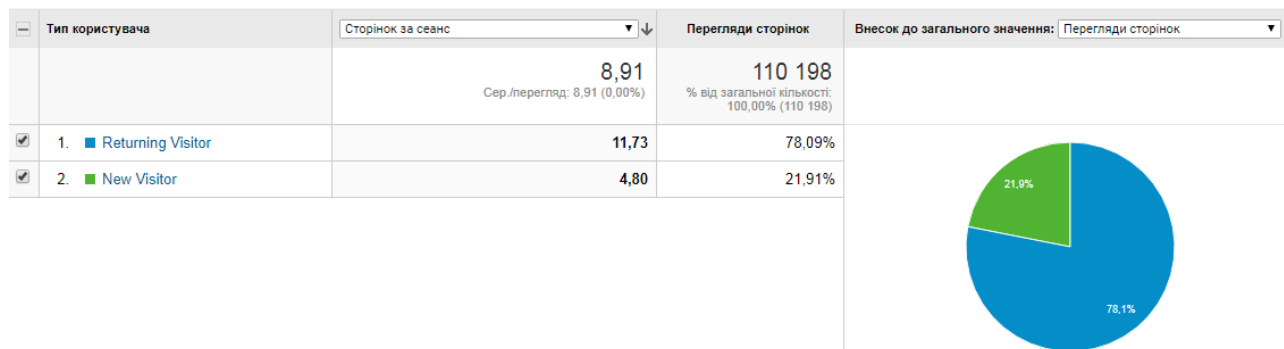 Тип користувача Сторінок за сеанс Перегляди сторінок Внесок до загального значення: Перегляди сторінок
8,91 110 198
Сер./перегляд: 8,91 (0,00%) % від загальної кількості:
100,00% (110 198)
1. Returning Visitor 11,73 78,09%
2. New Visitor 4,80 21,91%
21,9%
78,1%